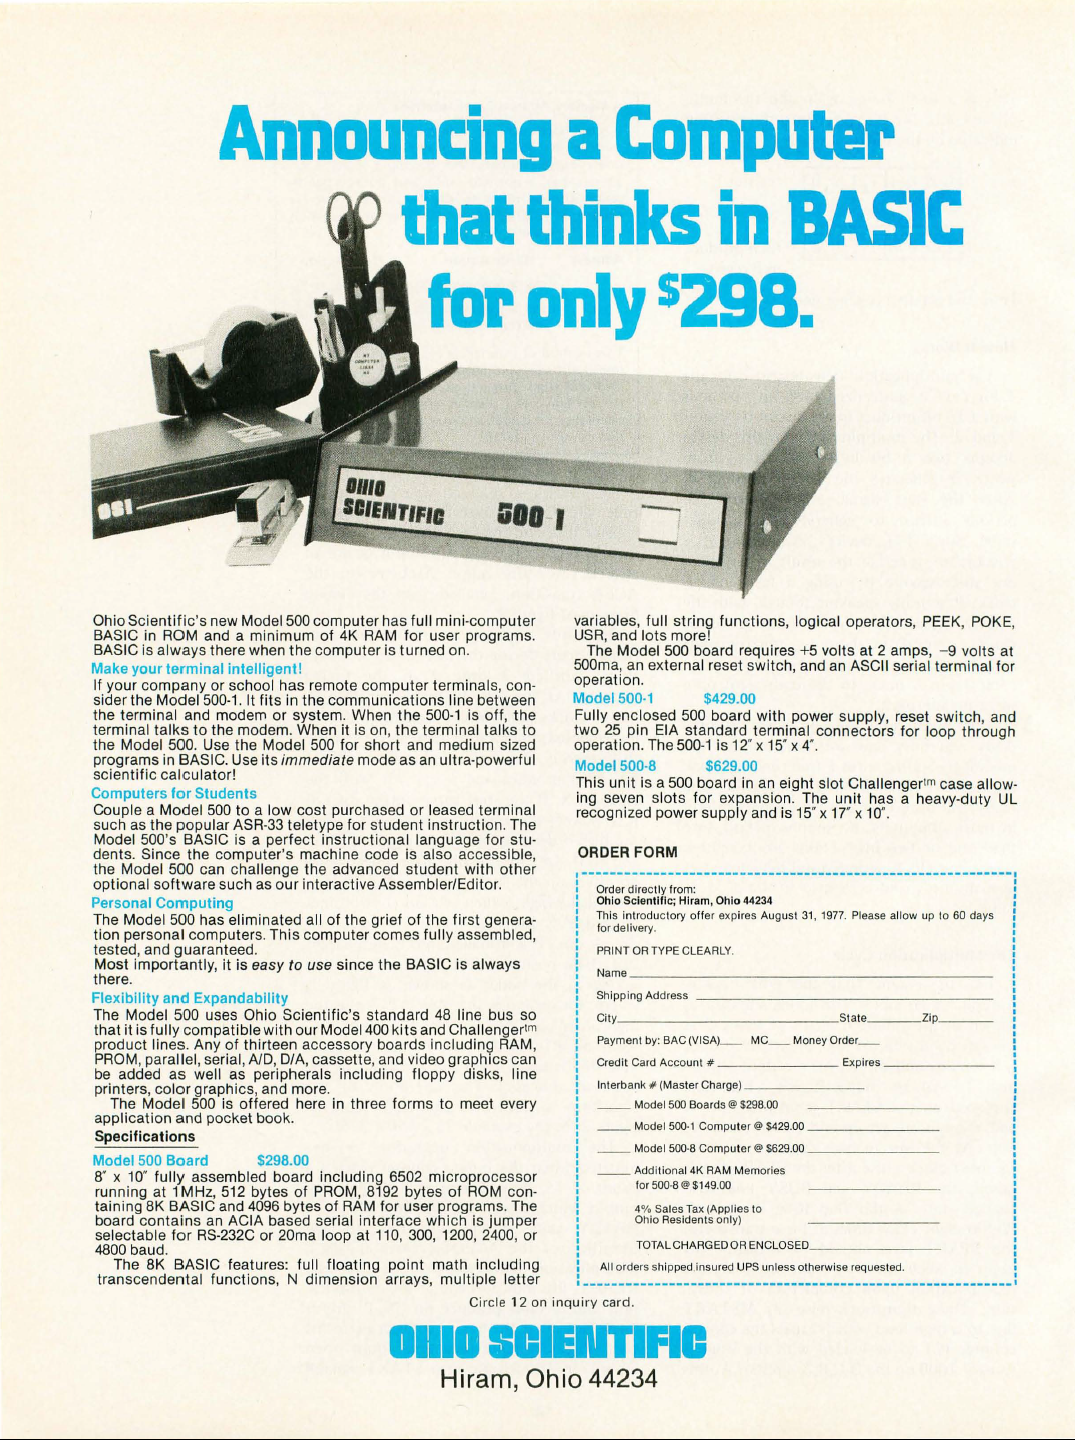 Announcing a Computer
that thinks in BASIC
for only $298.
MY
COMPUTER
LIKES
ME
OSI
OHIO
SCIENTIFIC
500-1
Ohio Scientific's new Model 500 computer has full mini-computer
BASIC in ROM and a minimum of 4K RAM for user programs.
BASIC is always there when the computer is turned on.
Make your terminal intelligent!
If your company or school has remote computer terminals, con-
sider the Model 500-1. It fits in the communications line between
the terminal and modem or system. When the 500-1 is off, the
terminal talks to the modem. When it is on, the terminal talks to
the Model 500. Use the Model 500 for short and medium sized
programs in BASIC. Use its immediate mode as an ultra-powerful
scientific calculator!
Computers for Students
Couple a Model 500 to a low cost purchased or leased terminal
such as the popular ASR-33 teletype for student instruction. The
Model 500's BASIC is a perfect instructional language for stu-
dents. Since the computer's machine code is also accessible,
the Model 500 can challenge the advanced student with other
optional software such as our interactive Assembler/Editor.
Personal Computing
The Model 500 has eliminated all of the grief of the first genera-
tion personal computers. This computer comes fully assembled,
tested, and guaranteed.
Most importantly, it is easy to use since the BASIC is always
there.
Flexibility and Expandability
The Model 500 uses Ohio Scientific's standard 48 line bus so
that it is fully compatible with our Model 400 kits and Challengertm
product lines. Any of thirteen accessory boards including RAM,
PROM, parallel, serial, A/D, D/A, cassette, and video graphics can
be added as well as peripherals including floppy disks, line
printers, color graphics, and more.
The Model 500 is offered here in three forms to meet every
application and pocket book.
Specifications
Model 500 Board $298.00
8" x 10" fully assembled board including 6502 microprocessor
running at 1MHz, 512 bytes of PROM, 8192 bytes of ROM con-
taining 8K BASIC and 4096 bytes of RAM for user programs. The
board contains an ACIA based serial interface which is jumper
selectable for RS-232C or 20ma loop at 110, 300, 1200, 2400, or
4800 baud.
The 8K BASIC features: full floating point math including
transcendental functions, N dimension arrays, multiple letter
variables, full string functions, logical operators, PEEK, POKE,
USR, and lots more!
The Model 500 board requires +5 volts at 2 amps, -9 volts at
500ma, an external reset switch, and an ASCII serial terminal for
operation.
Model 500-1 $429.00
Fully enclosed 500 board with power supply, reset switch, and
two 25 pin EIA standard terminal connectors for loop through
operation. The 500-1 is 12" x 15" x 4".
Model 500-8 $629.00
This unit is a 500 board in an eight slot Challengertm case allow-
ing seven slots for expansion. The unit has a heavy-duty UL
recognized power supply and is 15" x 17" x 10".
ORDER FORM
Order directly from:
Ohio Scientific; Hiram, Ohio 44234
This introductory offer expires August 31, 1977. Please allow up to 60 days
for delivery.
PRINT OR TYPE CLEARLY.
Name
Shipping Address
City State Zip
Payment by: BAC (VISA) MC Money Order
Credit Card Account # Expires
Interbank # (Master Charge)
Model 500 Boards @ $298.00
Model 500-1 Computer @ $429.00
Model 500-8 Computer @ $629.00
Additional 4K RAM Memories
for 500-8 @ $149.00
4% Sales Tax (Applies to
Ohio Residents only)
TOTAL CHARGED OR ENCLOSED
All orders shipped insured UPS unless otherwise requested.
Circle 12 on inquiry card.
OHIO SCIENTIFIC
Hiram, Ohio 44234